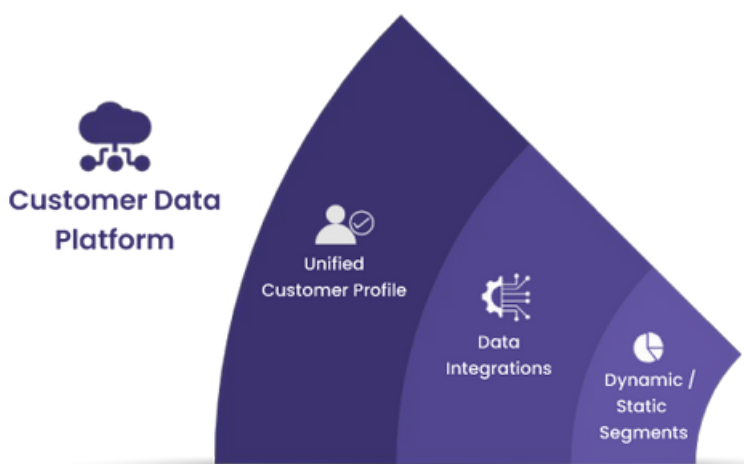 Customer Data
Platform
Unified
Customer Profile
Data
Integrations
Dynamic /
Static
Segments